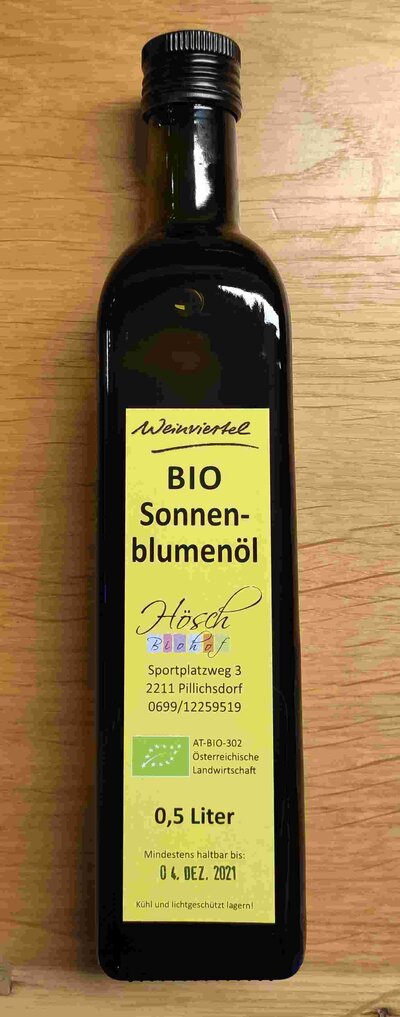 Weinviertel
BIO
Sonnen-
blumenöl
Hösch
Biohof
Sportplatzweg 3
2211 Pillichsdorf
0699/12259519
AT-BIO-302
Österreichische
Landwirtschaft
0,5 Liter
Mindestens haltbar bis:
04. DEZ. 2021
Kühl und lichtgeschützt lagern!